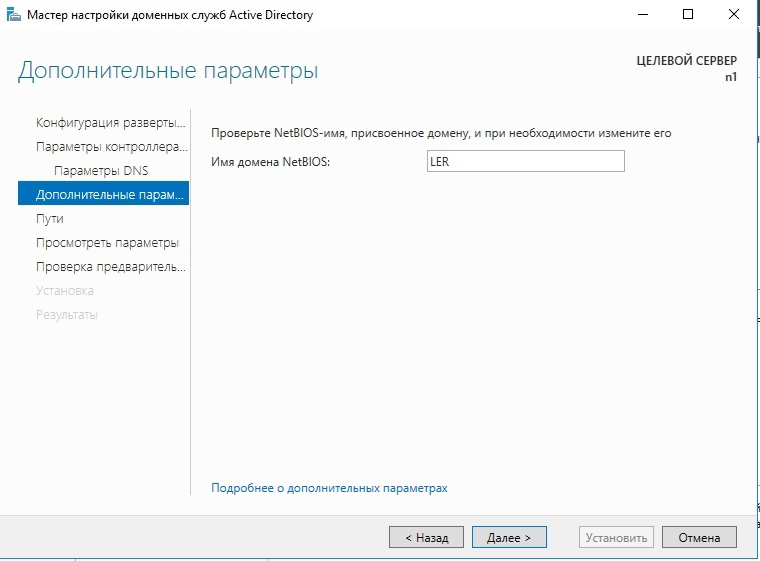 Мастер настройки доменных служб Active Directory
Дополнительные параметры
ЦЕЛЕВОЙ СЕРВЕР
n1
Конфигурация разверты...
Параметры контроллера...
Параметры DNS
Дополнительные парам...
Пути
Просмотреть параметры
Проверка предваритель...
Установка
Результаты
Проверьте NetBIOS-имя, присвоенное домену, и при необходимости измените его
Имя домена NetBIOS:
LER
Подробнее о дополнительных параметрах
< Назад
Далее >
Установить
Отмена